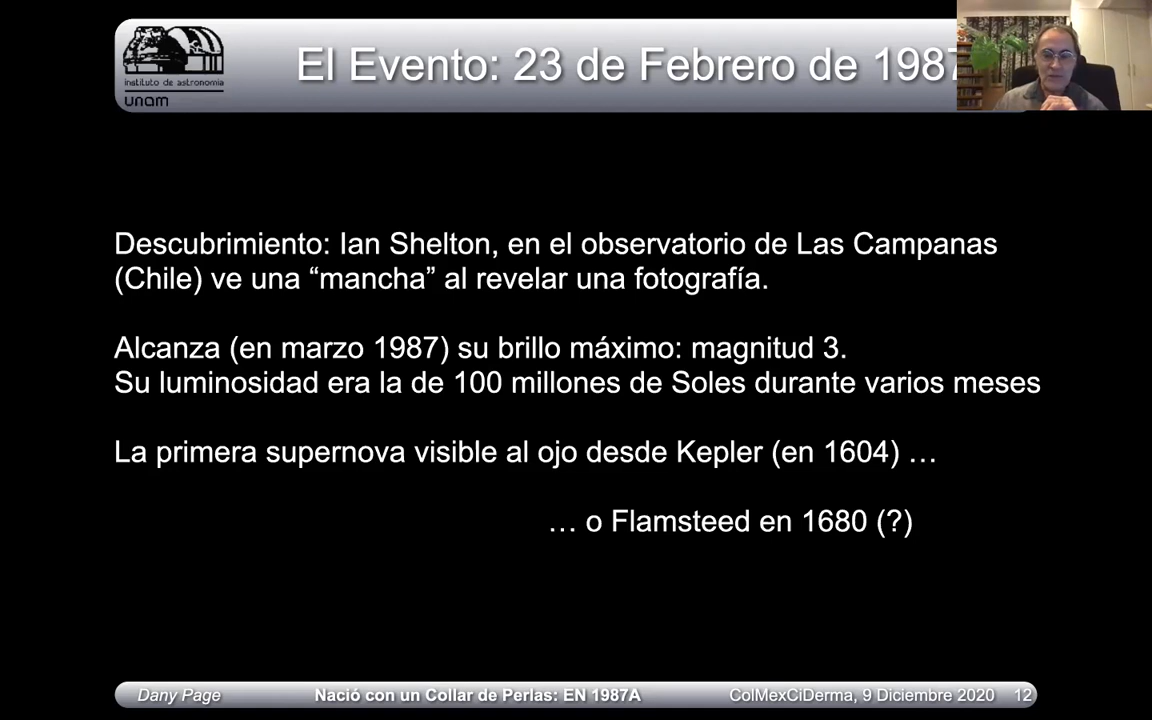 instituto de astronomía
unam
El Evento: 23 de Febrero de 1987
Descubrimiento: Ian Shelton, en el observatorio de Las Campanas
(Chile) ve una “mancha” al revelar una fotografía.
Alcanza (en marzo 1987) su brillo máximo: magnitud 3.
Su luminosidad era la de 100 millones de Soles durante varios meses
La primera supernova visible al ojo desde Kepler (en 1604) …
… o Flamsteed en 1680 (?)
Dany Page Nació con un Collar de Perlas: EN 1987A ColMexCiDerma, 9 Diciembre 2020 12